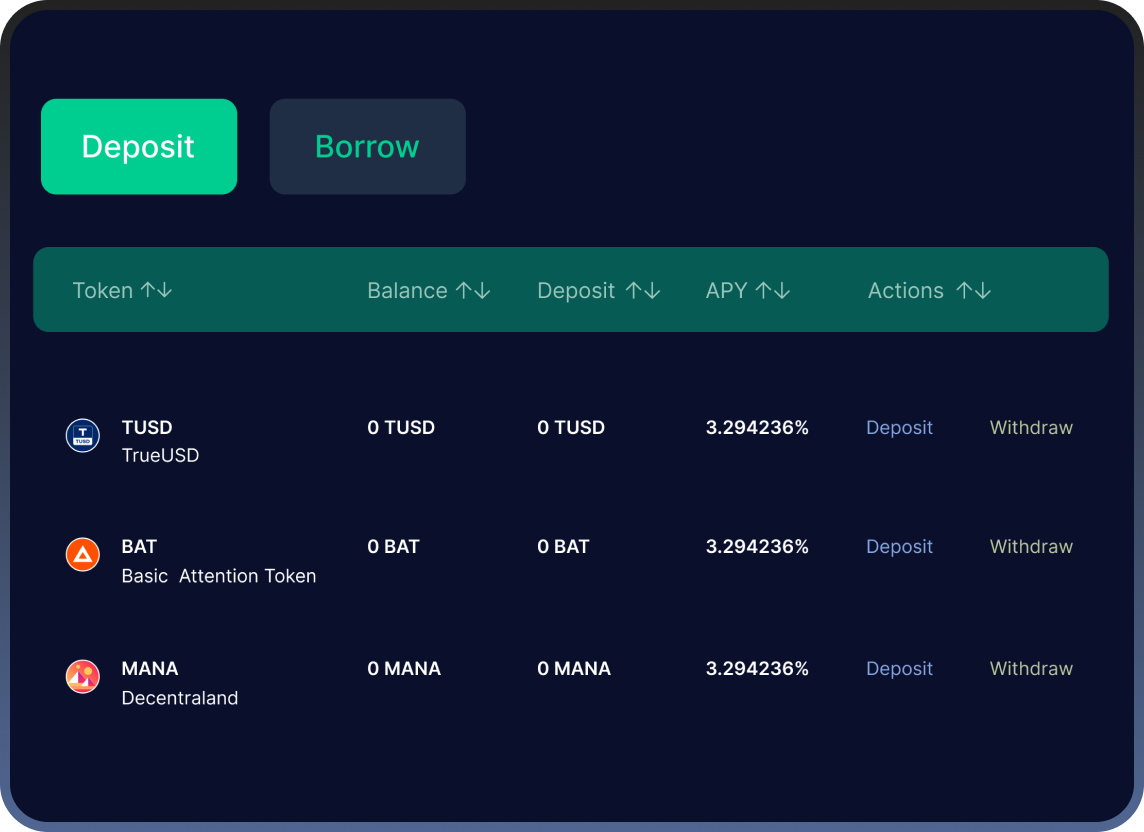 Deposit Borrow
Token ↑↓ Balance ↑↓ Deposit ↑↓ APY ↑↓ Actions ↑↓
TUSD 0 TUSD 0 TUSD 3.294236% Deposit Withdraw
T
TUSD
TrueUSD
BAT 0 BAT 0 BAT 3.294236% Deposit Withdraw
Basic Attention Token
MANA 0 MANA 0 MANA 3.294236% Deposit Withdraw
Decentraland